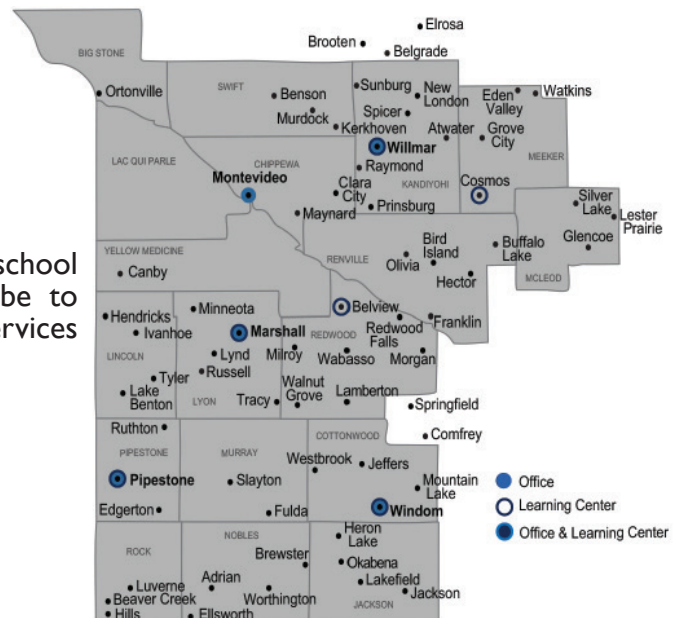 Elrosa
Brooten
Belgrade
BIG STONE
Ortonville
SWIFT
Benson
Murdock
Kerkhoven
Sunburg
New
London
Spicer
Atwater
Eden
Valley
Watkins
Grove
City
MEEKER
Willmar
Raymond
KANDIYOHI
Cosmos
LAC QUI PARLE
CHIPPEWA
Montevideo
Clara
City
Prinsburg
Maynard
Silver
Lake
Lester
Prairie
Glencoe
MCLEOD
school
be to
ervices
YELLOW MEDICINE
Canby
RENVILLE
Bird
Island
Olivia
Hector
Buffalo
Lake
Hendricks
Ivanhoe
Minneota
Marshall
Belview
REDWOOD
Redwood
Falls
Franklin
LINCOLN
Lynd
Milroy
Wabasso
Morgan
Tyler
Russell
Lake
Benton
LYON
Tracy
Walnut
Grove
Lamberton
Springfield
Ruthton
COTTONWOOD
Comfrey
PIPESTONE
MURRAY
Westbrook
Jeffers
Pipestone
Slayton
Mountain
Lake
Edgerton
Fulda
Windom
Office
Learning Center
Office & Learning Center
ROCK
NOBLES
Brewster
Heron
Lake
Okabena
Luverne
Adrian
Lakefield
Beaver Creek
Worthington
Jackson
Hills
Ellsworth
JACKSON